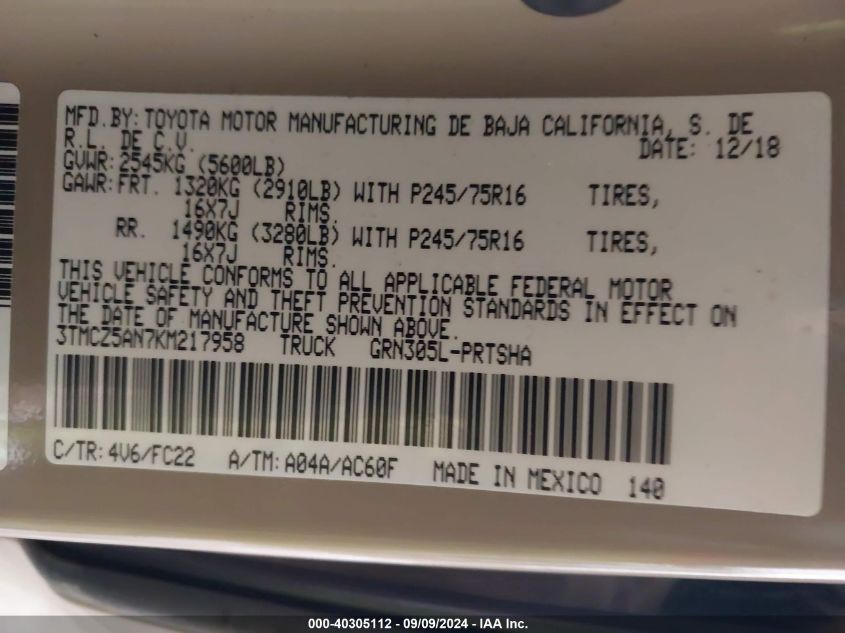 MFD.BY: TOYOTA MOTOR MANUFACTURING DE BAJA CALIFORNIA, S. DE
R.L. DE C.V. DATE: 12/18
GVWR: 2545KG (5600LB)
GAWR: FRT. 1320KG (2910LB) WITH P245/75R16 TIRES,
16X7J RIMS.
RR. 1490KG (3280LB) WITH P245/75R16 TIRES,
16X7J RIMS.
THIS VEHICLE CONFORMS TO ALL APPLICABLE FEDERAL MOTOR
VEHICLE SAFETY AND THEFT PREVENTION STANDARDS IN EFFECT ON
THE DATE OF MANUFACTURE SHOWN ABOVE.
3TMCZ5AN7KM217958 TRUCK GRN305L-PRTSHA
C/TR: 4V6/FC22 A/TM: A04A/AC60F MADE IN MEXICO 140
000-40305112 - 09/09/2024 - IAA Inc.